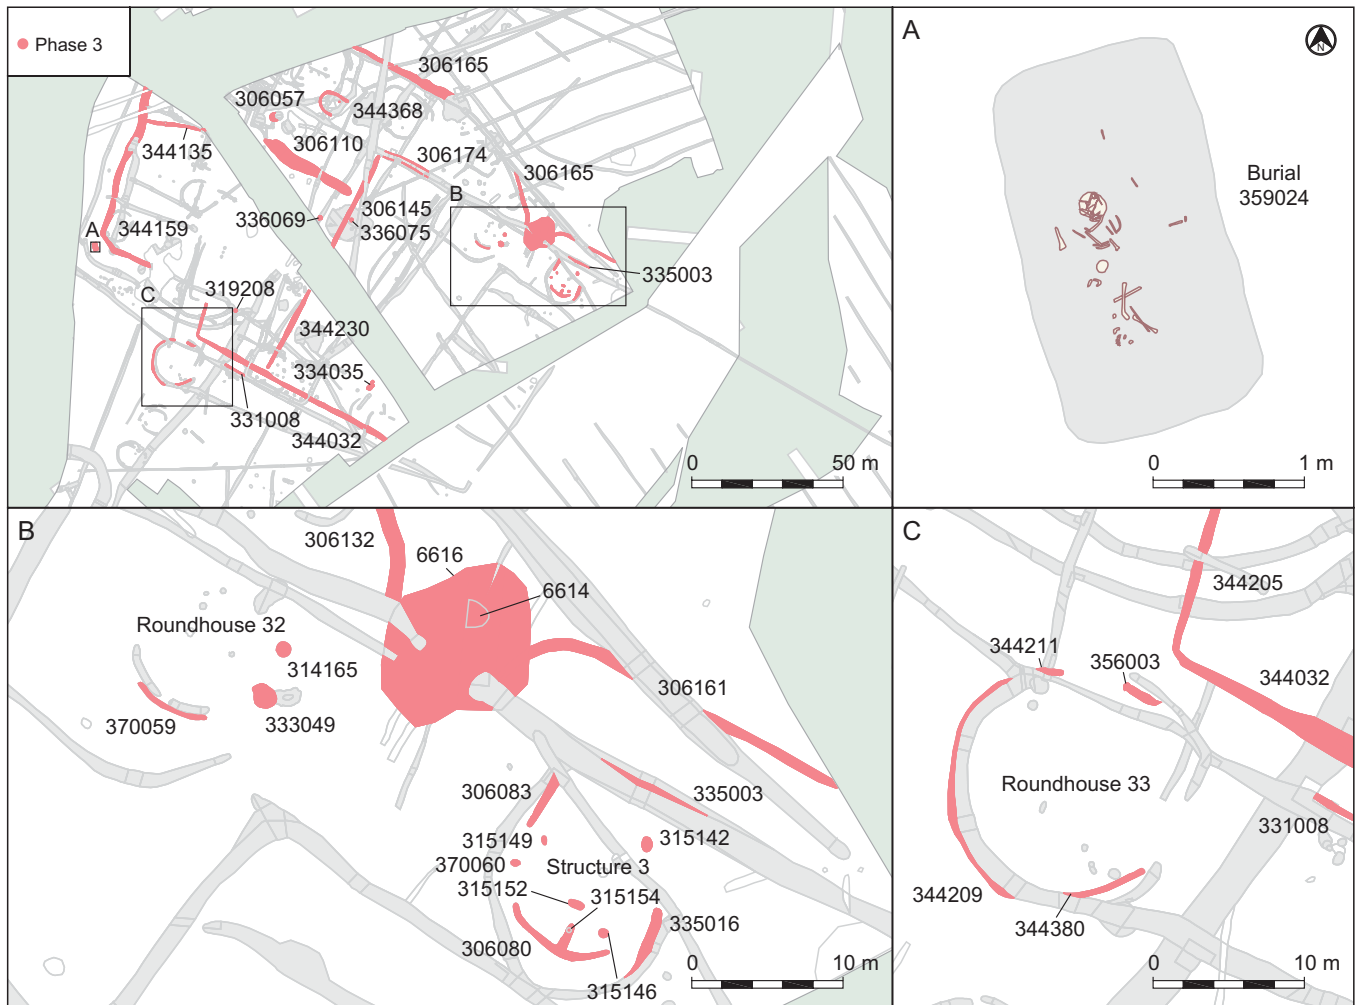 Phase 3
306165
306057
344368
306110
344135
306174
306165
B
306145
336069
336075
344159
A
335003
C
319208
344230
334035
331008
344032
0 50 m
A
N
Burial
359024
0 1 m
B
306132
6616
6614
Roundhouse 32
314165
333049
370059
306161
306083
335003
315149
315142
370060
Structure 3
315152
315154
335016
306080
315146
0 10 m
C
344205
344211
356003
344032
Roundhouse 33
331008
344209
344380
0 10 m